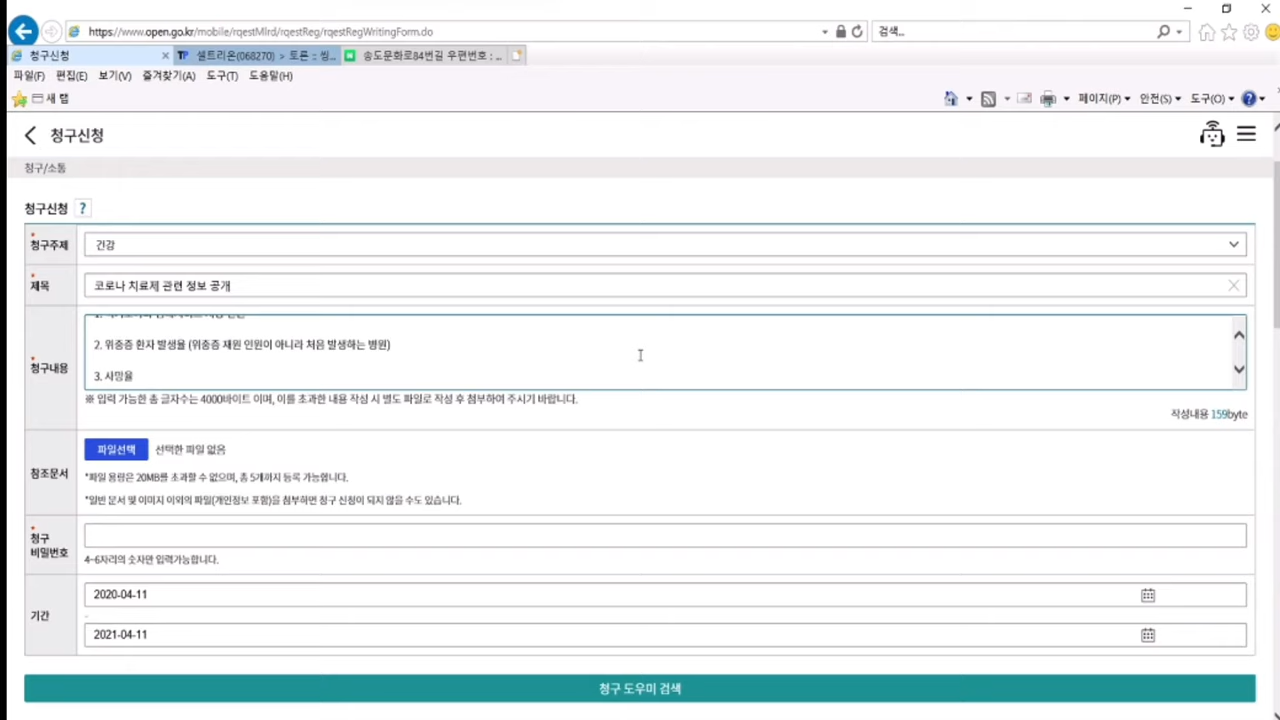 https://www.open.go.kr/mobile/rqestMlrd/rqestReg/rqestRegWritingForm.do
검색...
청구신청
TP 셀트리온(068270) > 토론 :: 씽...
송도문화로84번길 우편번호 : ...
파일(F) 편집(E) 보기(V) 즐겨찾기(A) 도구(T) 도움말(H)
새 탭
페이지(P) 안전(S) 도구(O)
청구신청
청구/소통
청구신청 ?
청구주제
건강
제목
코로나 치료제 관련 정보 공개
청구내용
2. 위중증 환자 발생율 (위중증 재원 인원이 아니라 처음 발생하는 병원)
3. 사망율
※ 입력 가능한 총 글자수는 4000바이트 이며, 이를 초과한 내용 작성 시 별도 파일로 작성 후 첨부하여 주시기 바랍니다.
작성내용 159byte
참조문서
파일선택 선택한 파일 없음
*파일 용량은 20MB를 초과할 수 없으며, 총 5개까지 등록 가능합니다.
*일반 문서 및 이미지 이외의 파일(개인정보 포함)을 첨부하면 청구 신청이 되지 않을 수도 있습니다.
청구
비밀번호
4~6자리의 숫자만 입력가능합니다.
기간
2020-04-11
2021-04-11
청구 도우미 검색